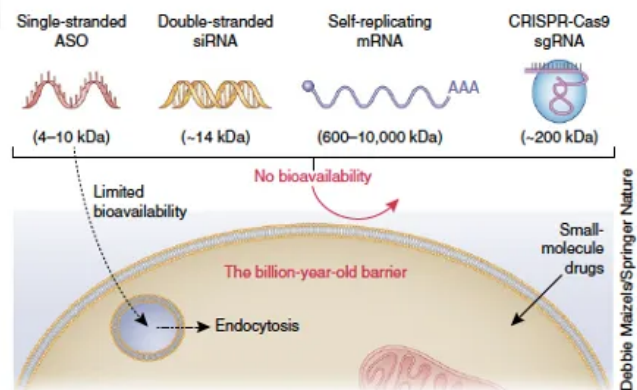 Single-stranded
ASO
Double-stranded
siRNA
Self-replicating
mRNA
CRISPR-Cas9
sgRNA
AAA
(4–10 kDa)
(~14 kDa)
(600–10,000 kDa)
(~200 kDa)
No bioavailability
Limited
bioavailability
Small-
molecule
drugs
The billion-year-old barrier
Endocytosis
Debbie Maizels/Springer Nature